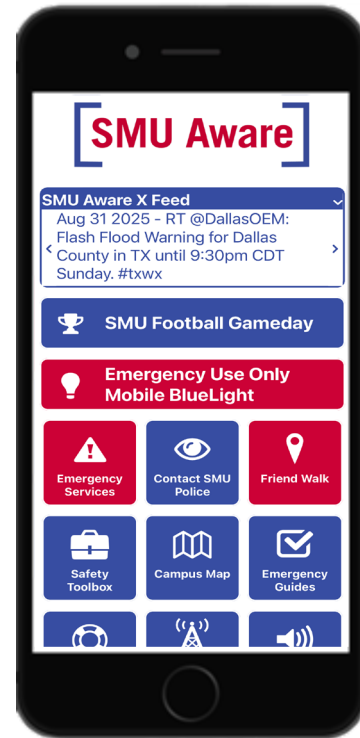 SMU Aware
SMU Aware X Feed
Aug 31 2025 - RT @DallasOEM:
Flash Flood Warning for Dallas
County in TX until 9:30pm CDT
Sunday. #txwx
SMU Football Gameday
Emergency Use Only
Mobile BlueLight
Emergency
Services
Contact SMU
Police
Friend Walk
Safety
Toolbox
Campus Map
Emergency
Guides